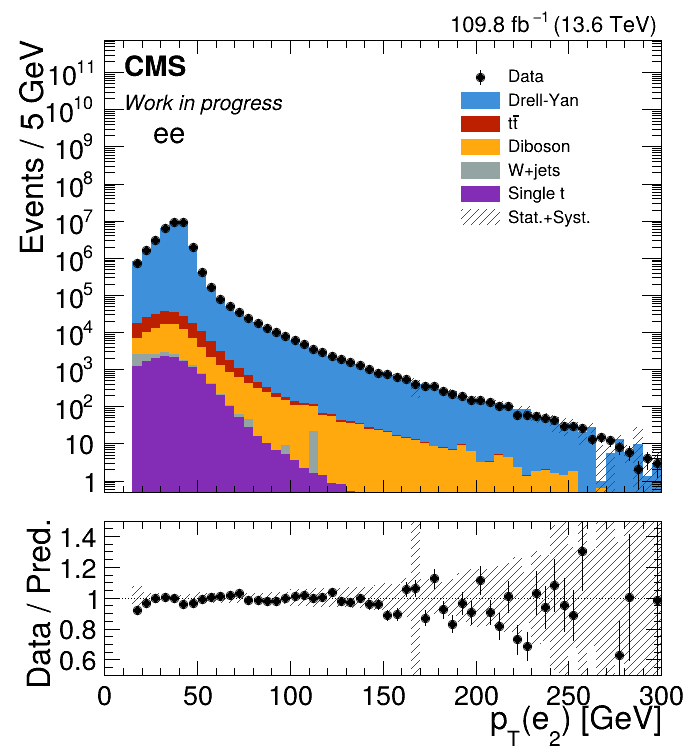 109.8 fb⁻¹ (13.6 TeV)
CMS
Work in progress
ee
Data
Drell-Yan
tt̄
Diboson
W+jets
Single t
Stat.+Syst.
Events / 5 GeV
10¹¹
10¹⁰
10⁹
10⁸
10⁷
10⁶
10⁵
10⁴
10³
10²
10
1
Data / Pred.
1.4
1.2
1
0.8
0.6
0 50 100 150 200 250 300
p_T(e₂) [GeV]